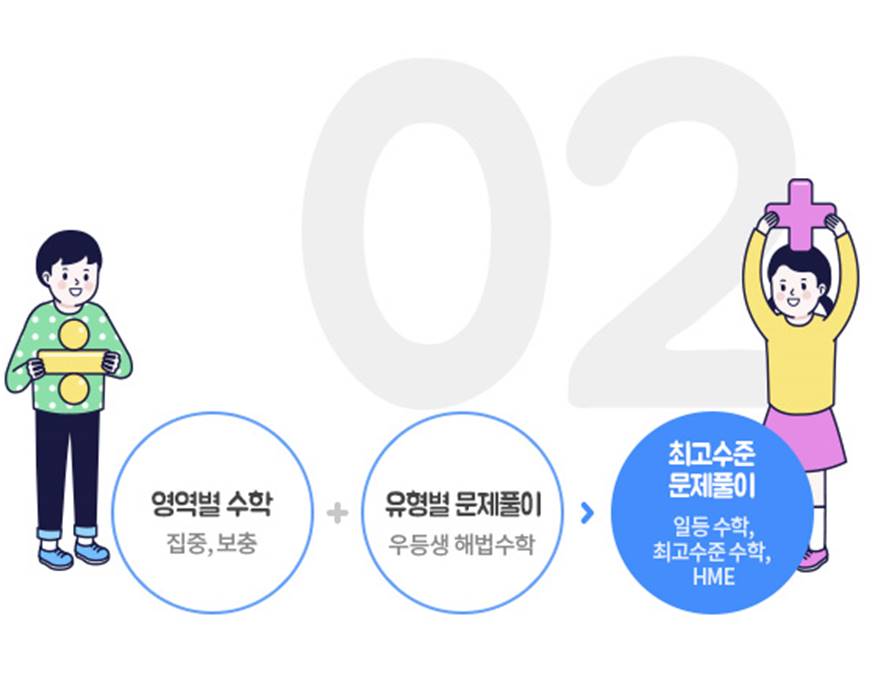 02
영역별 수학
집중, 보충
+
유형별 문제풀이
우등생 해법수학
>
최고수준
문제풀이
일등 수학,
최고수준 수학,
HME